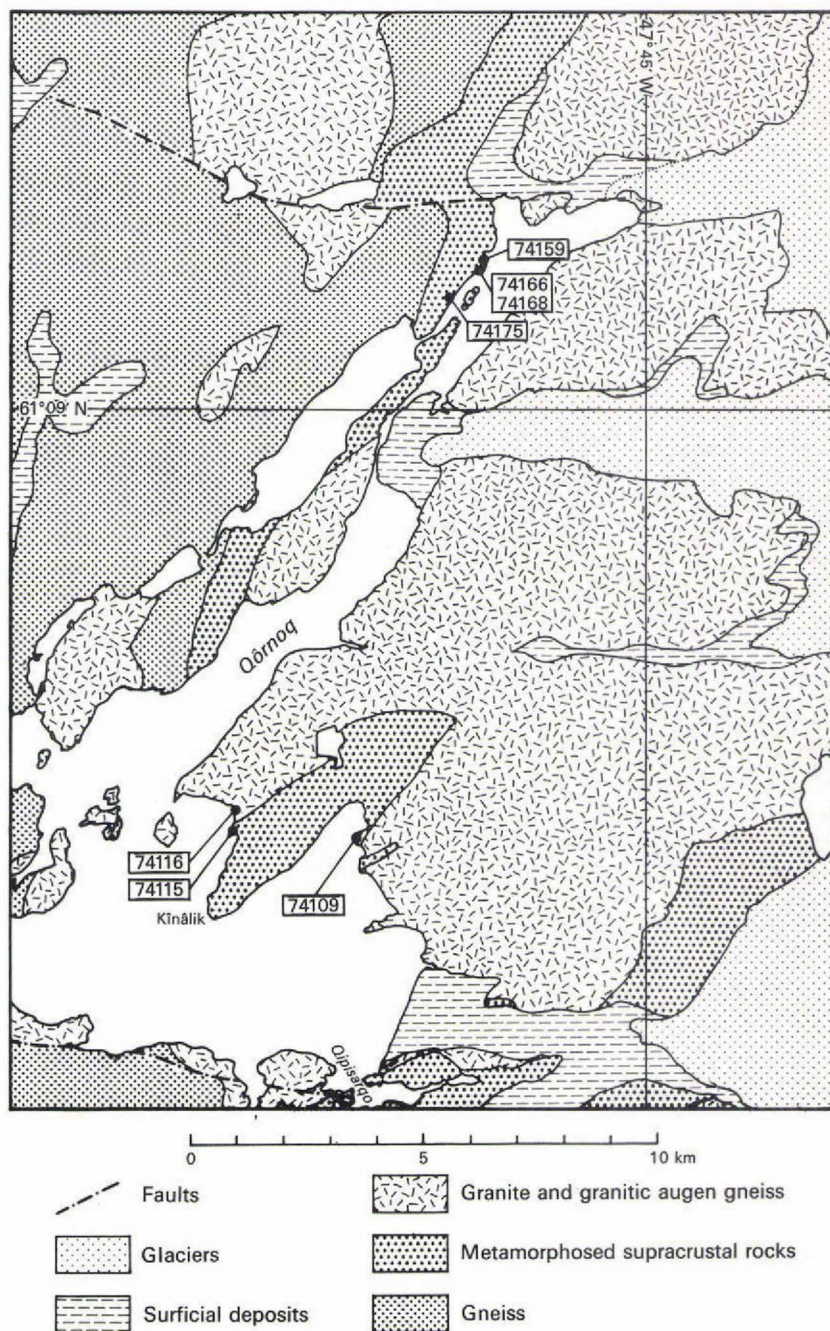 47° 45' W
74159
74166
74168
74175
61°09' N
Qôrnoq
74116
74115
74109
Kînâlik
Qipisarqo
0 5 10 km
Faults
Granite and granitic augen gneiss
Glaciers
Metamorphosed supracrustal rocks
Surficial deposits
Gneiss